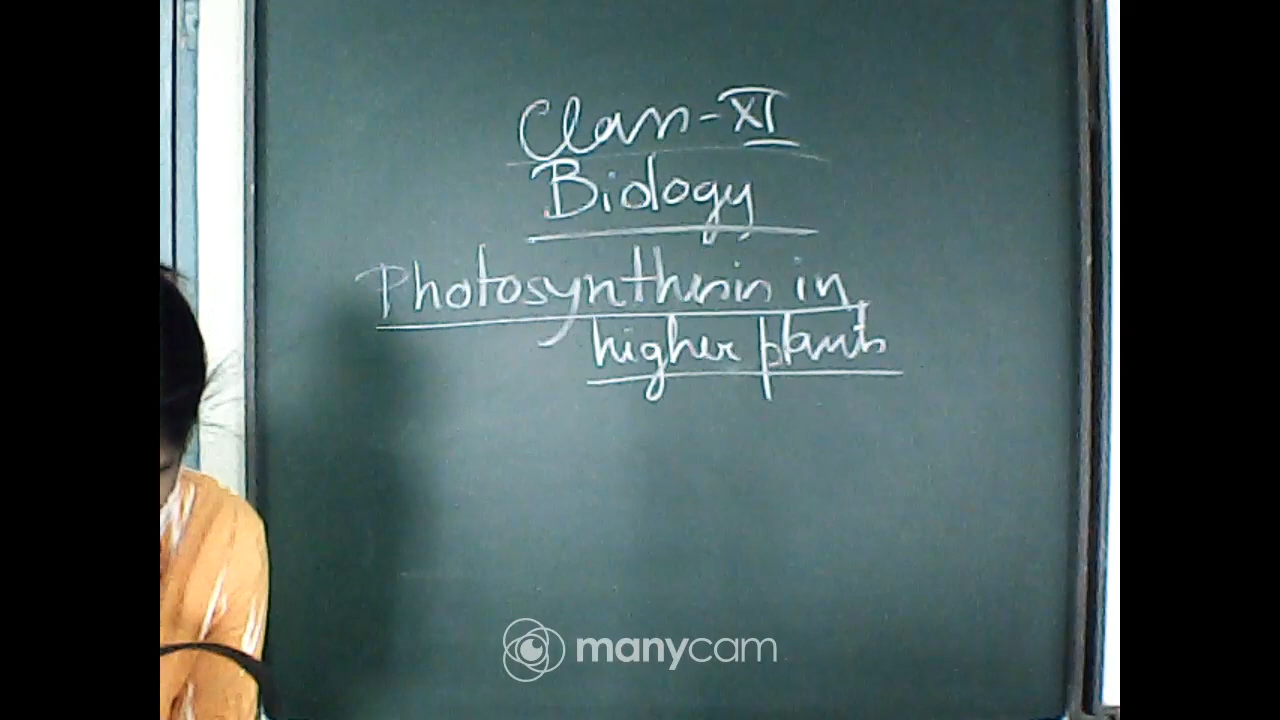 Class-XI
Biology
Photosynthesis in
higher plants
manycam